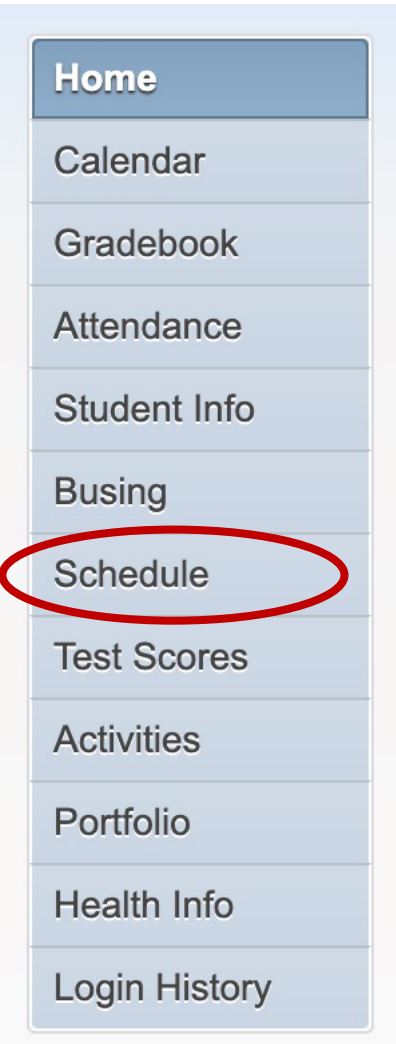 Home
Calendar
Gradebook
Attendance
Student Info
Busing
Schedule
Test Scores
Activities
Portfolio
Health Info
Login History